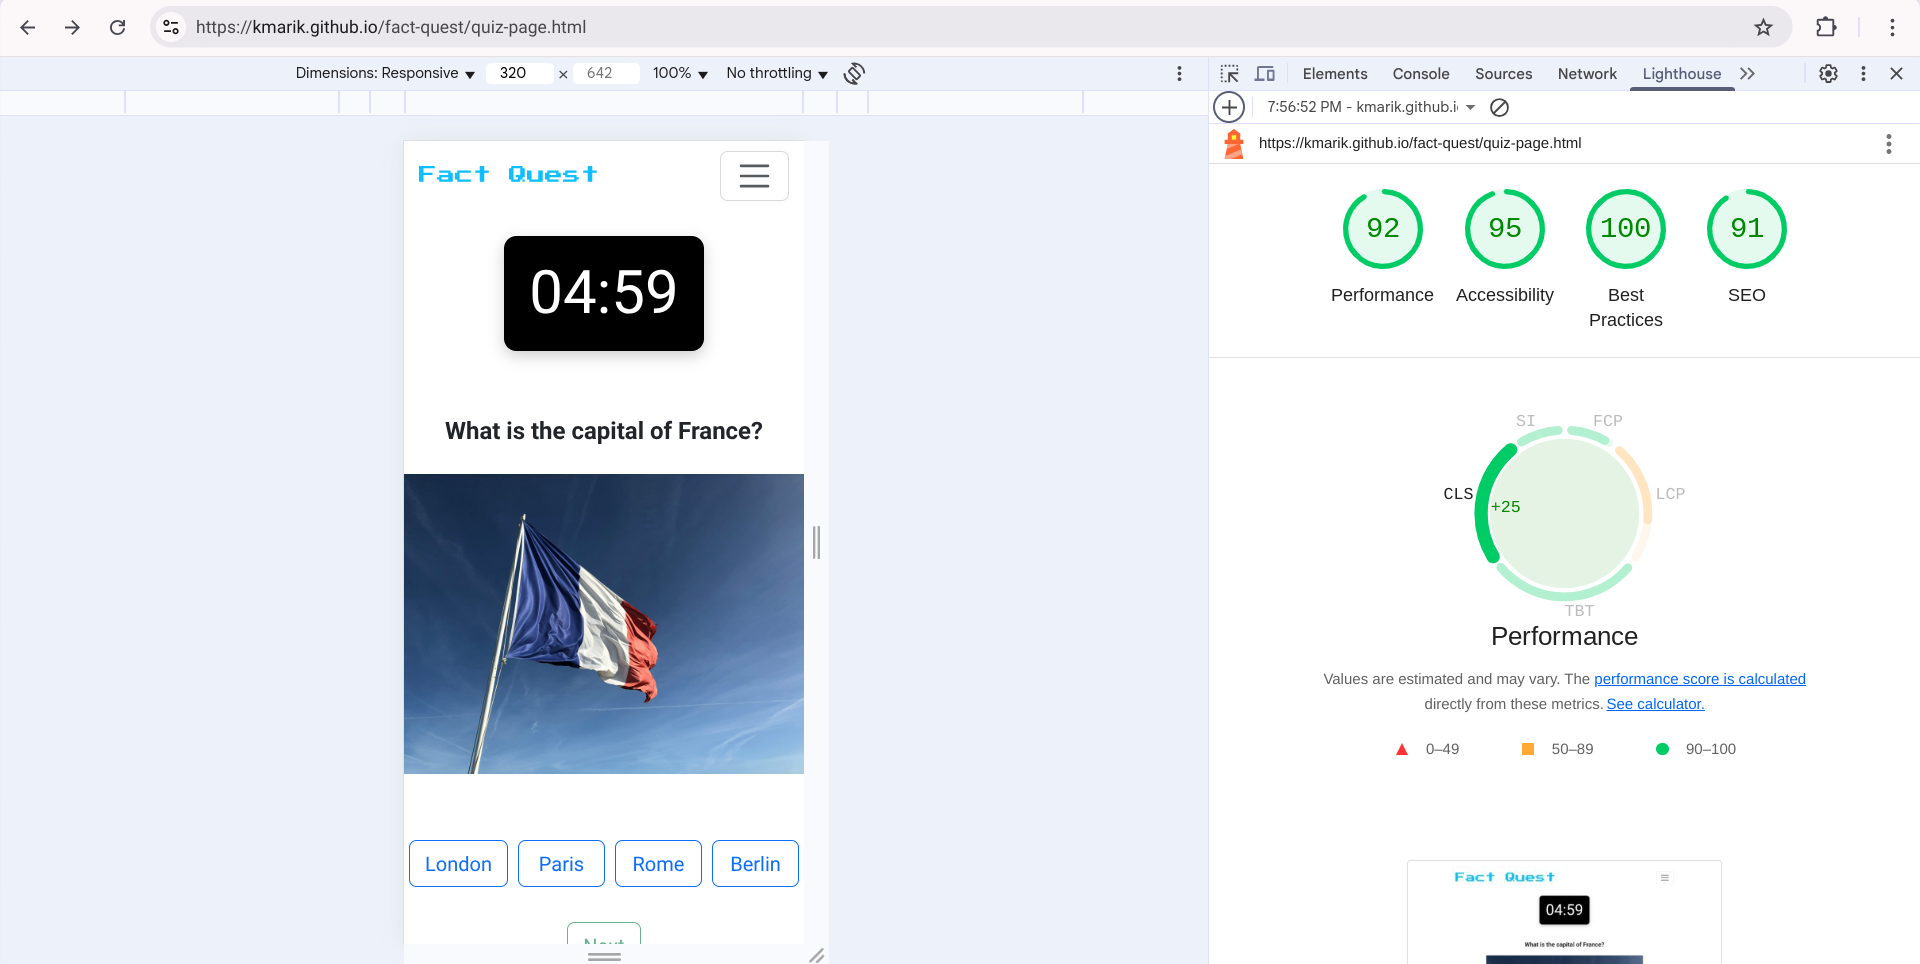 https://kmarik.github.io/fact-quest/quiz-page.html
Dimensions: Responsive 320 × 642 100% No throttling
Elements Console Sources Network Lighthouse
7:56:52 PM - kmarik.github.i
https://kmarik.github.io/fact-quest/quiz-page.html
Fact Quest
04:59
What is the capital of France?
London Paris Rome Berlin
Next
92 95 100 91
Performance Accessibility Best Practices SEO
SI FCP
CLS +25 LCP
TBT
Performance
Values are estimated and may vary. The performance score is calculated
directly from these metrics. See calculator.
0–49 50–89 90–100
Fact Quest
04:59
What is the capital of France?